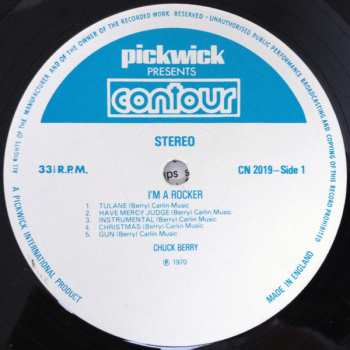 ALL RIGHTS OF THE MANUFACTURER AND OF THE OWNER OF THE RECORDED WORK RESERVED – UNAUTHORISED PUBLIC PERFORMANCE BROADCASTING AND COPYING OF THIS RECORD PROHIBITED
pickwick
PRESENTS
contour
STEREO
33⅓ R.P.M.
CN 2019–Side 1
I'M A ROCKER
1. TULANE (Berry) Carlin Music
2. HAVE MERCY JUDGE (Berry) Carlin Music
3. INSTRUMENTAL (Berry) Carlin Music
4. CHRISTMAS (Berry) Carlin Music
5. GUN (Berry) Carlin Music
CHUCK BERRY
℗ 1970
A PICKWICK INTERNATIONAL PRODUCT
MADE IN ENGLAND